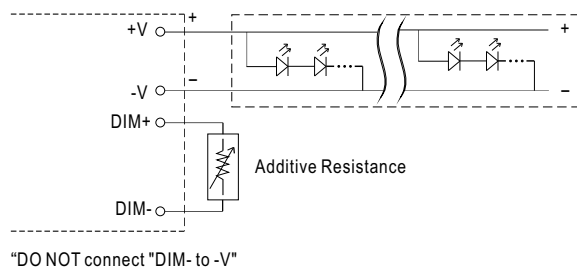 +V + +
-V – –
DIM+
Additive Resistance
DIM-
“DO NOT connect "DIM- to -V"